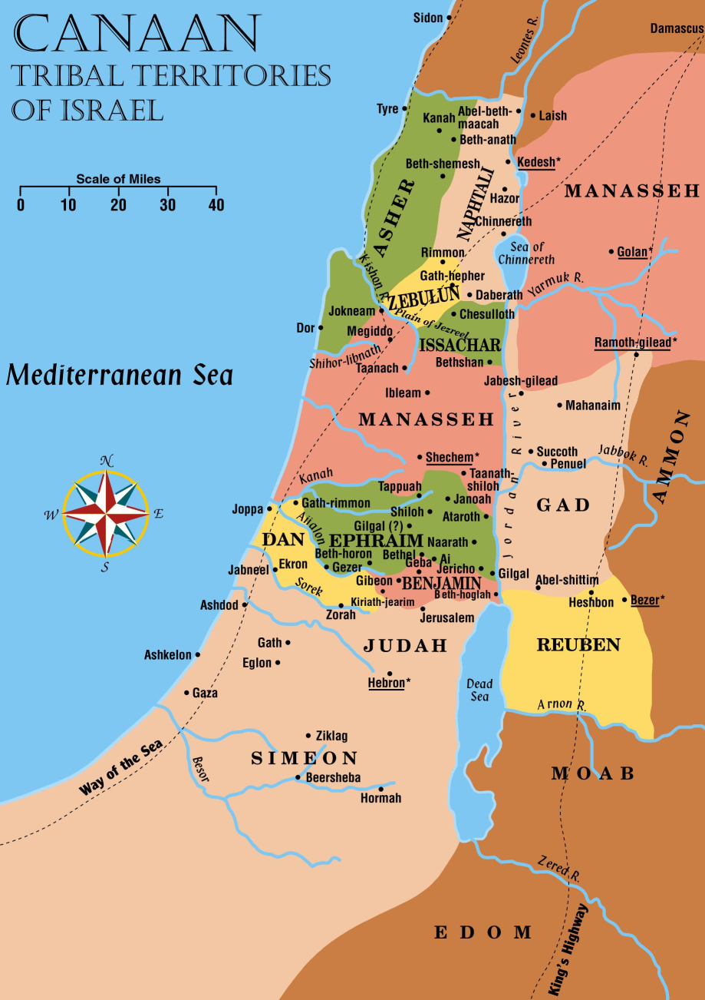 CANAAN
TRIBAL TERRITORIES
OF ISRAEL
Scale of Miles
0 10 20 30 40
Sidon
Leontes R.
Damascus
Tyre
Kanah
Abel-beth-
maacah
Laish
Beth-anath
Beth-shemesh
Kedesh*
ASHER
NAPHTALI
Hazor
MANASSEH
Chinnereth
Sea of
Chinnereth
Golan*
Rimmon
Kishon R.
Gath-hepher
Yarmuk R.
ZEBULUN
Daberath
Jokneam
Plain of Jezreel
Chesulloth
Dor
Megiddo
ISSACHAR
Ramoth-gilead*
Shihor-libnath
Taanach
Bethshan
Mediterranean Sea
Jabesh-gilead
Ibleam
Mahanaim
MANASSEH
Jordan River
AMMON
Shechem*
Succoth
Penuel
Jabbok R.
N
W
E
S
Kanah
Taanath-
shiloh
Tappuah
Janoah
Joppa
Gath-rimmon
Shiloh
Ataroth
GAD
Aijalon
Gilgal (?)
DAN
EPHRAIM
Naarath
Beth-horon
Bethel
Ai
Jabneel
Ekron
Gezer
Geba
Jericho
Gilgal
Gibeon
BENJAMIN
Abel-shittim
Sorek
Kiriath-jearim
Beth-hoglah
Heshbon
Bezer*
Ashdod
Zorah
Jerusalem
Gath
JUDAH
REUBEN
Ashkelon
Eglon
Hebron*
Dead
Sea
Gaza
Arnon R.
Ziklag
Way of the Sea
SIMEON
Besor
Beersheba
MOAB
Hormah
Zered R.
EDOM
King's Highway